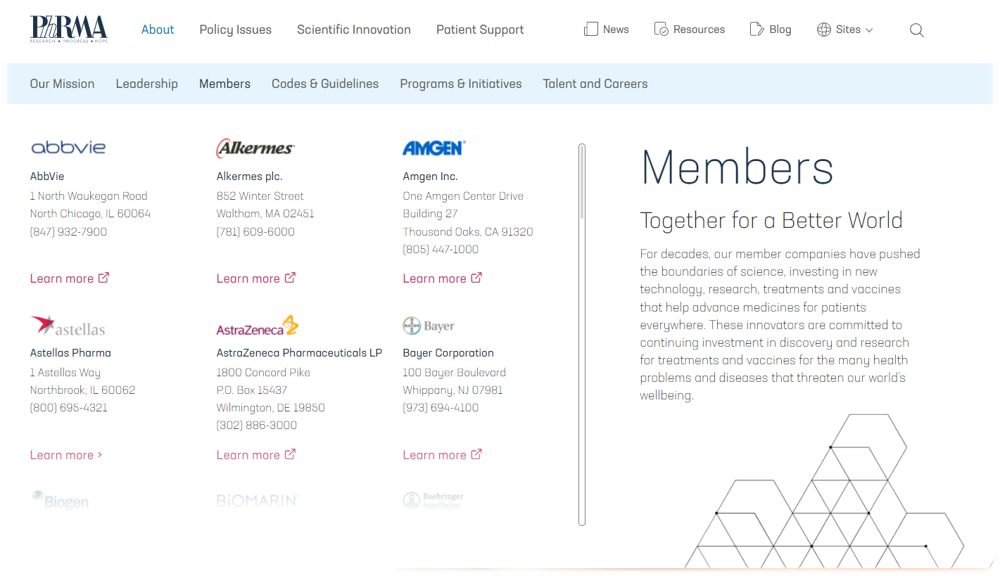 PhRMA
RESEARCH • PROGRESS • HOPE
About
Policy Issues
Scientific Innovation
Patient Support
News
Resources
Blog
Sites
Our Mission
Leadership
Members
Codes & Guidelines
Programs & Initiatives
Talent and Careers
abbvie
AbbVie
1 North Waukegan Road
North Chicago, IL 60064
(847) 932-7900
Learn more
Alkermes®
Alkermes plc.
852 Winter Street
Waltham, MA 02451
(781) 609-6000
Learn more
AMGEN®
Amgen Inc.
One Amgen Center Drive
Building 27
Thousand Oaks, CA 91320
(805) 447-1000
Learn more
astellas
Astellas Pharma
1 Astellas Way
Northbrook, IL 60062
(800) 695-4321
Learn more >
AstraZeneca
AstraZeneca Pharmaceuticals LP
1800 Concord Pike
P.O. Box 15437
Wilmington, DE 19850
(302) 886-3000
Learn more
BAYER
Bayer
Bayer Corporation
100 Bayer Boulevard
Whippany, NJ 07981
(973) 694-4100
Learn more
Biogen
BIOMARIN
Boehringer
Ingelheim
Members
Together for a Better World
For decades, our member companies have pushed
the boundaries of science, investing in new
technology, research, treatments and vaccines
that help advance medicines for patients
everywhere. These innovators are committed to
continuing investment in discovery and research
for treatments and vaccines for the many health
problems and diseases that threaten our world's
wellbeing.